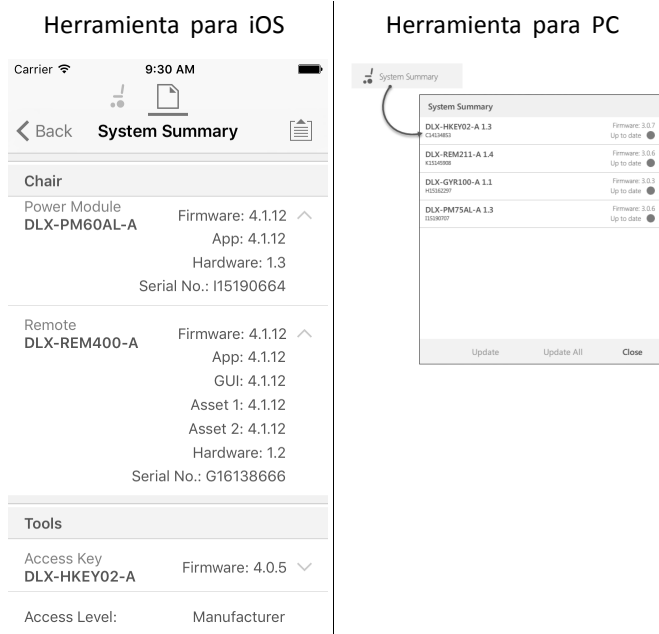 Herramienta para iOS
Carrier
9:30 AM
Back
System Summary
Chair
Power Module
DLX-PM60AL-A
Firmware: 4.1.12
App: 4.1.12
Hardware: 1.3
Serial No.: I15190664
Remote
DLX-REM400-A
Firmware: 4.1.12
App: 4.1.12
GUI: 4.1.12
Asset 1: 4.1.12
Asset 2: 4.1.12
Hardware: 1.2
Serial No.: G16138666
Tools
Access Key
DLX-HKEY02-A
Firmware: 4.0.5
Access Level: Manufacturer
Herramienta para PC
System Summary
System Summary
DLX-HKEY02-A 1.3
C14134853
Firmware: 3.0.7
Up to date
DLX-REM211-A 1.4
K13145908
Firmware: 3.0.6
Up to date
DLX-GYR100-A 1.1
H15162297
Firmware: 3.0.3
Up to date
DLX-PM75AL-A 1.3
I15190707
Firmware: 3.0.6
Up to date
Update
Update All
Close